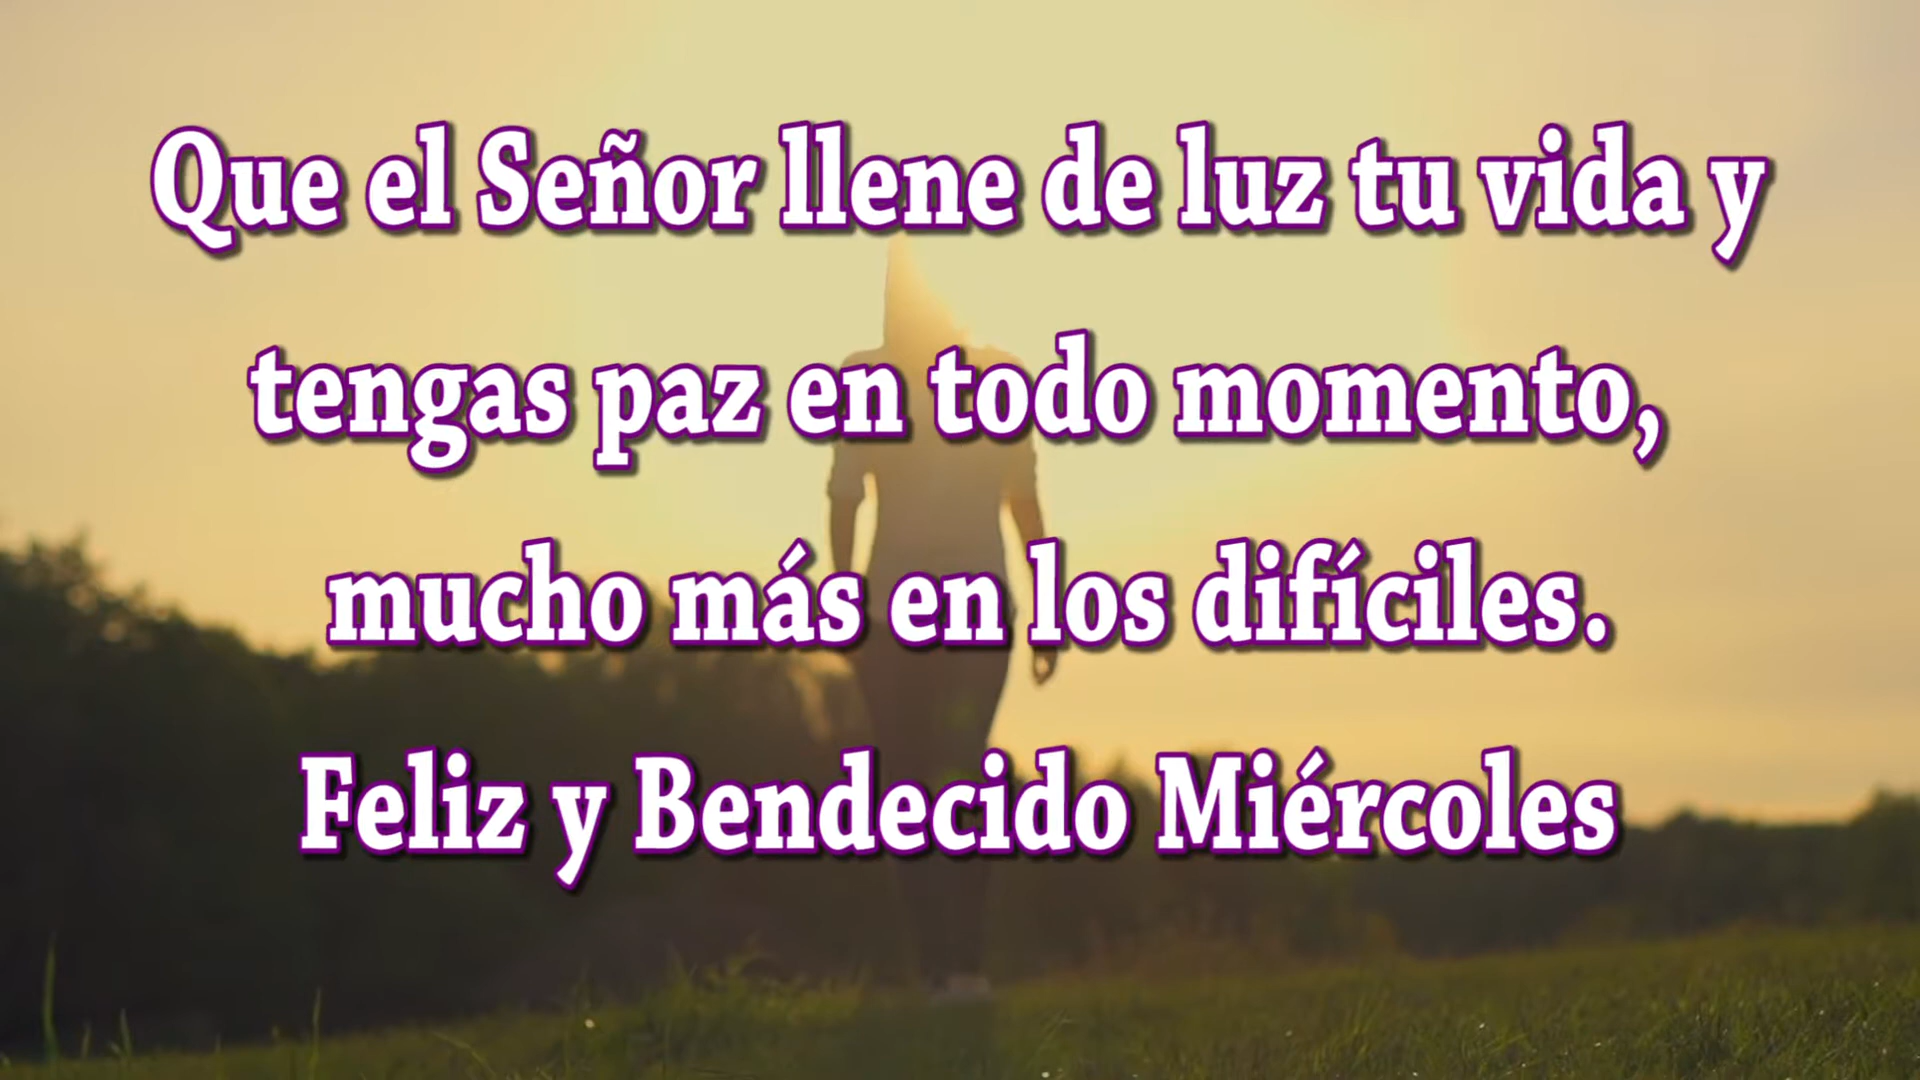 Que el Señor llene de luz tu vida y
tengas paz en todo momento,
mucho más en los difíciles.
Feliz y Bendecido Miércoles